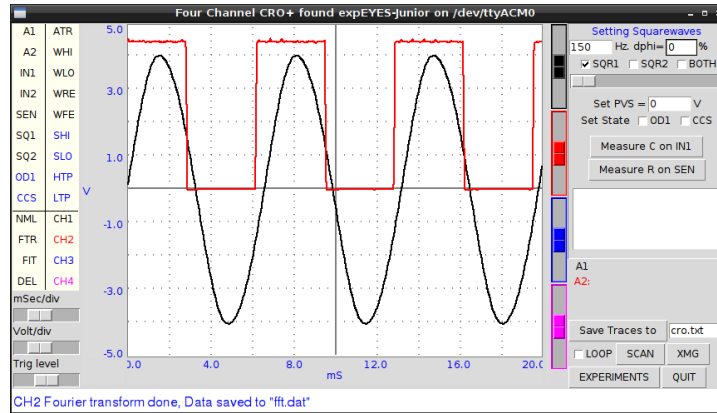 Four Channel CRO+ found expEYES-Junior on /dev/ttyACM0
A1 ATR
A2 WHI
IN1 WLO
IN2 WRE
SEN WFE
SQ1 SHI
SQ2 SLO
OD1 HTP
CCS LTP
NML CH1
FTR CH2
FIT CH3
DEL CH4
mSec/div
Volt/div
Trig level
5.0
3.0
1.0
V
-1.0
-3.0
-5.0
0.0 4.0 8.0 12.0 16.0 20.0
mS
Setting Squarewaves
150 Hz. dphi= 0 %
SQR1 SQR2 BOTH
Set PVS = 0 V
Set State OD1 CCS
Measure C on IN1
Measure R on SEN
A1
A2:
Save Traces to cro.txt
LOOP SCAN XMG
EXPERIMENTS QUIT
CH2 Fourier transform done, Data saved to "fft.dat"